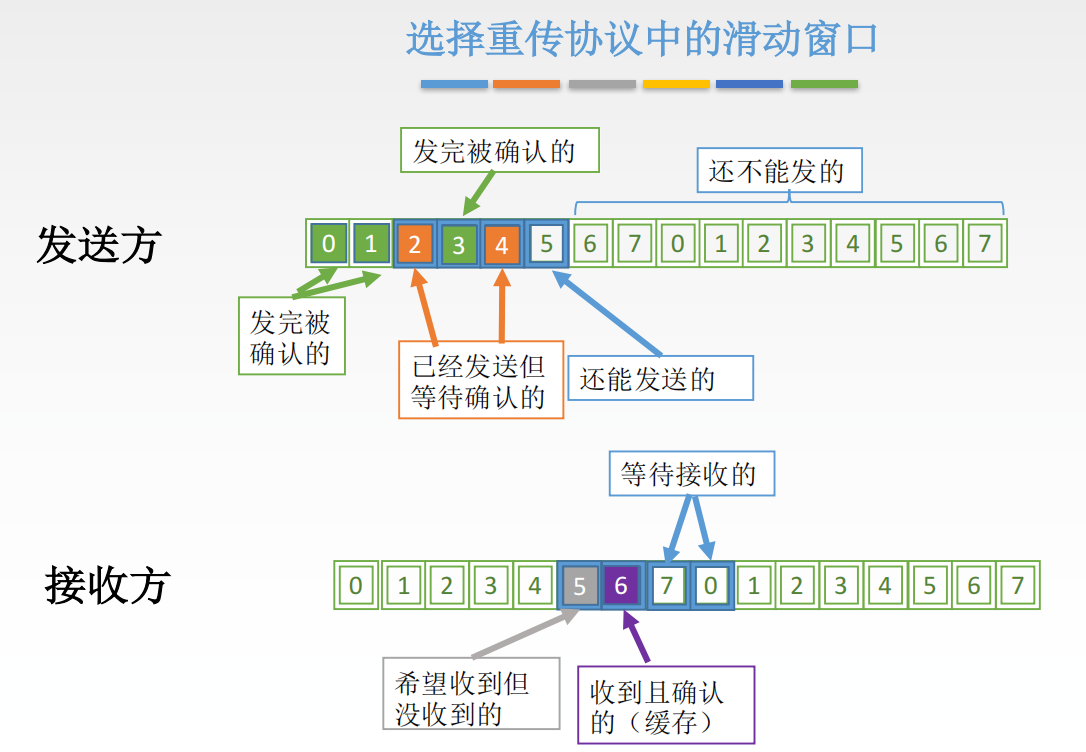 选择重传协议中的滑动窗口
发完被确认的
还不能发的
发送方
0 1 2 3 4 5 6 7 0 1 2 3 4 5 6 7
发完被
确认的
已经发送但
等待确认的
还能发送的
等待接收的
接收方
0 1 2 3 4 5 6 7 0 1 2 3 4 5 6 7
希望收到但
没收到的
收到且确认
的（缓存）